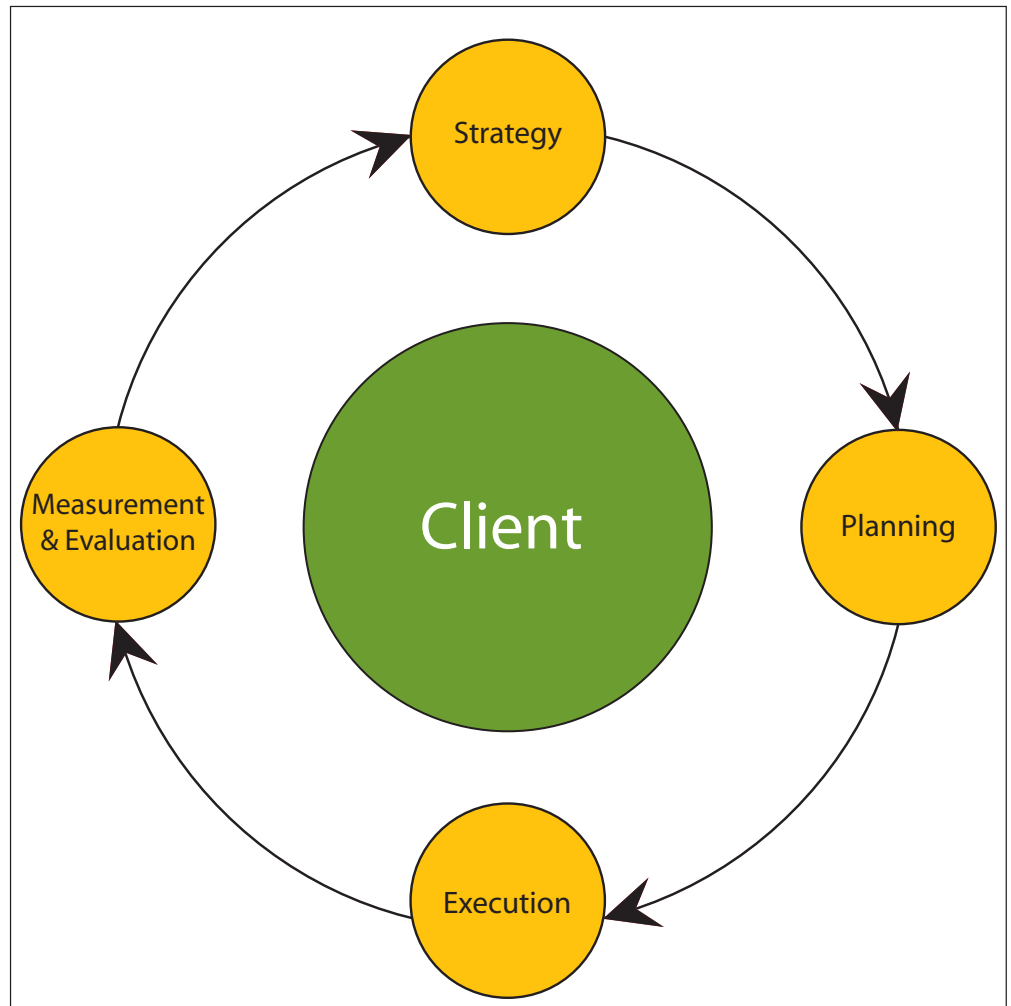 Strategy
Client
Measurement
& Evaluation
Planning
Execution